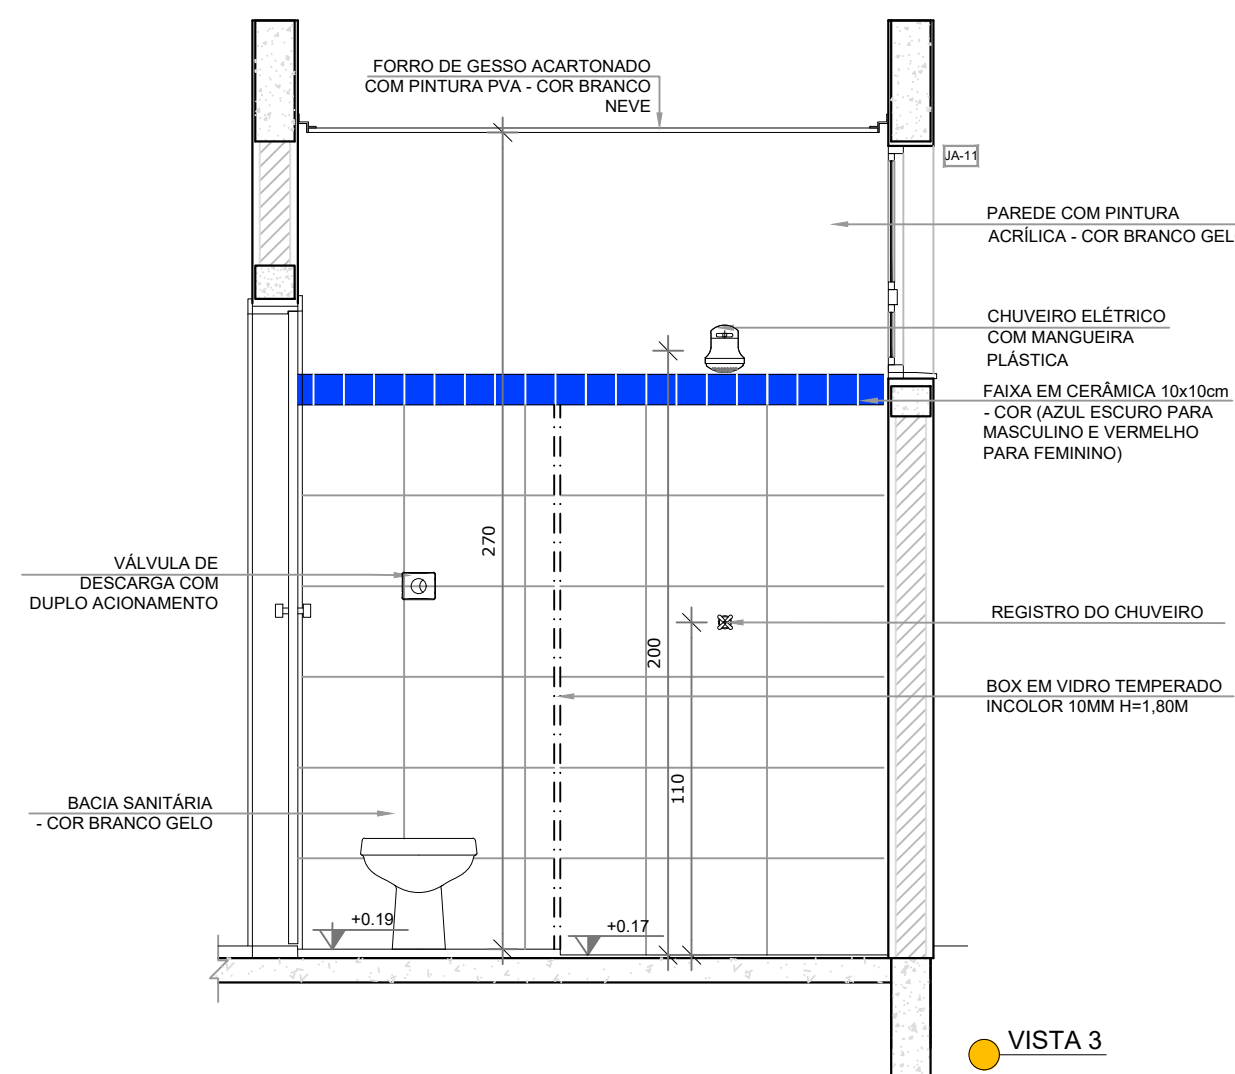 FORRO DE GESSO ACARTONADO
COM PINTURA PVA - COR BRANCO
NEVE
JA-11
PAREDE COM PINTURA
ACRÍLICA - COR BRANCO GEL
CHUVEIRO ELÉTRICO
COM MANGUEIRA
PLÁSTICA
FAIXA EM CERÂMICA 10x10cm
- COR (AZUL ESCURO PARA
MASCULINO E VERMELHO
PARA FEMININO)
270
VÁLVULA DE
DESCARGA COM
DUPLO ACIONAMENTO
REGISTRO DO CHUVEIRO
200
BOX EM VIDRO TEMPERADO
INCOLOR 10MM H=1,80M
110
BACIA SANITÁRIA
- COR BRANCO GELO
+0.19
+0.17
VISTA 3